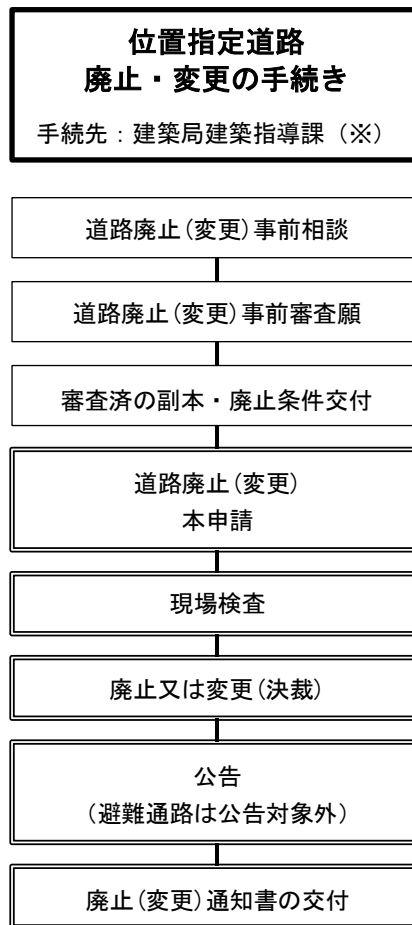 位置指定道路
廃止・変更の手続き
手続先：建築局建築指導課（※）
道路廃止(変更)事前相談
道路廃止(変更)事前審査願
審査済の副本・廃止条件交付
道路廃止(変更)
本申請
現場検査
廃止又は変更(決裁)
公告
(避難通路は公告対象外)
廃止(変更)通知書の交付